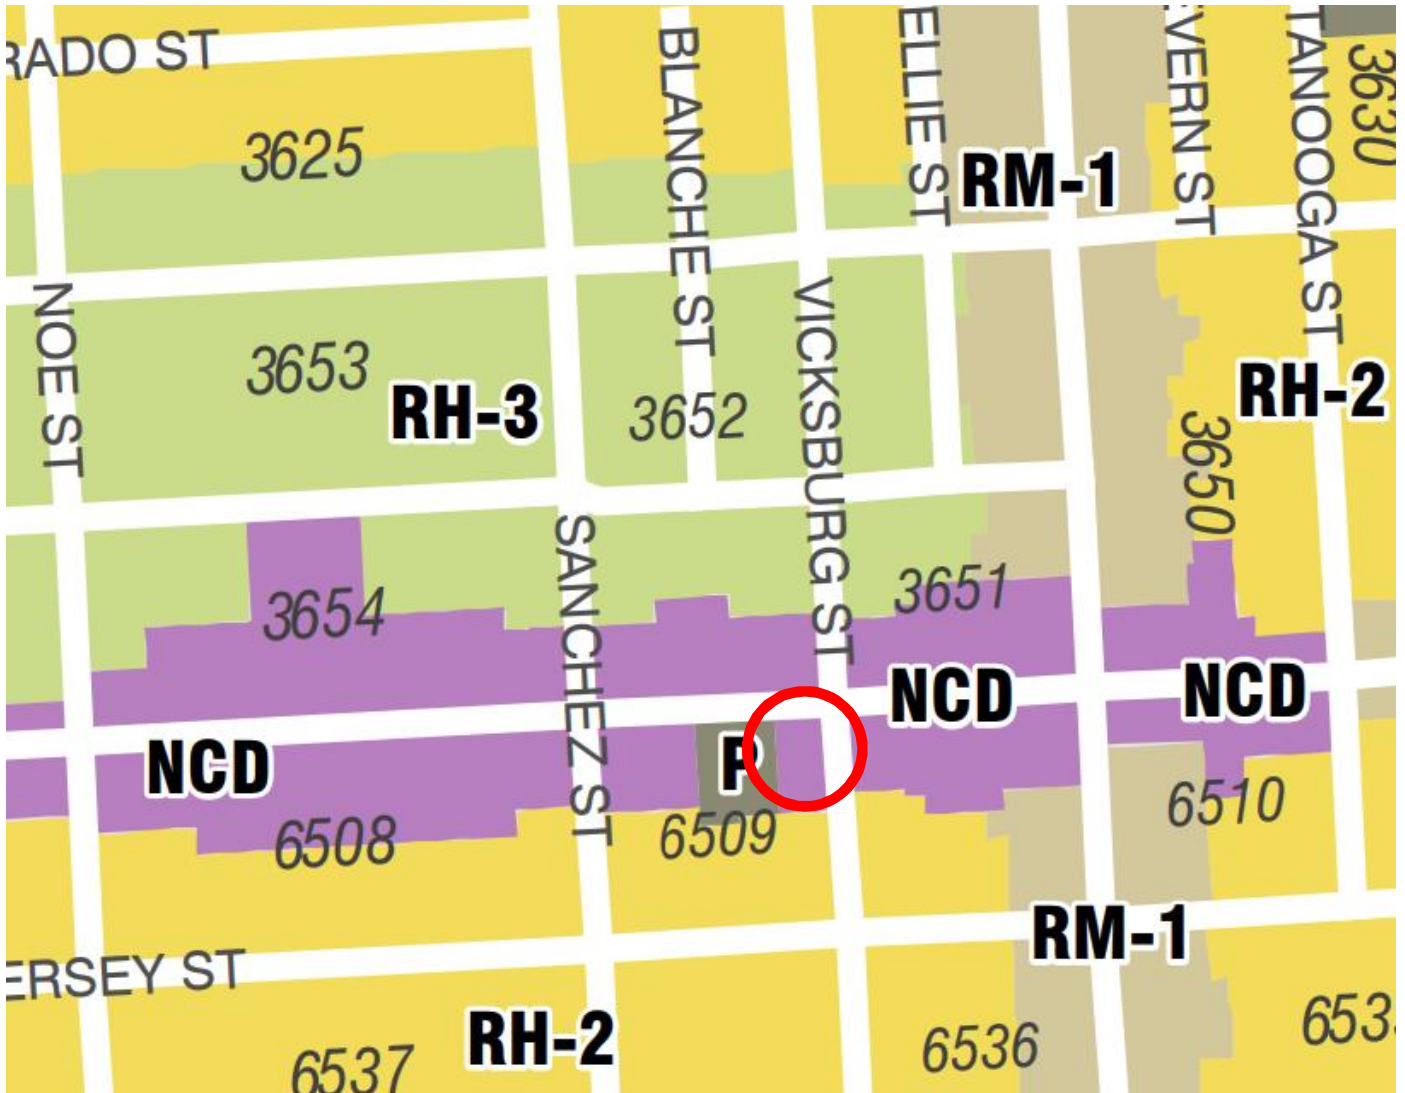 RADO ST
BLANCHE ST
ELLIE ST
VERN ST
TANOOGA ST
3630
3625
RM-1
NOE ST
VICKSBURG ST
3653
RH-3
3652
RH-2
3650
SANCHEZ ST
3654
3651
NCD
NCD
NCD
P
6508
6509
6510
RM-1
ERSEY ST
RH-2
6537
6536
653